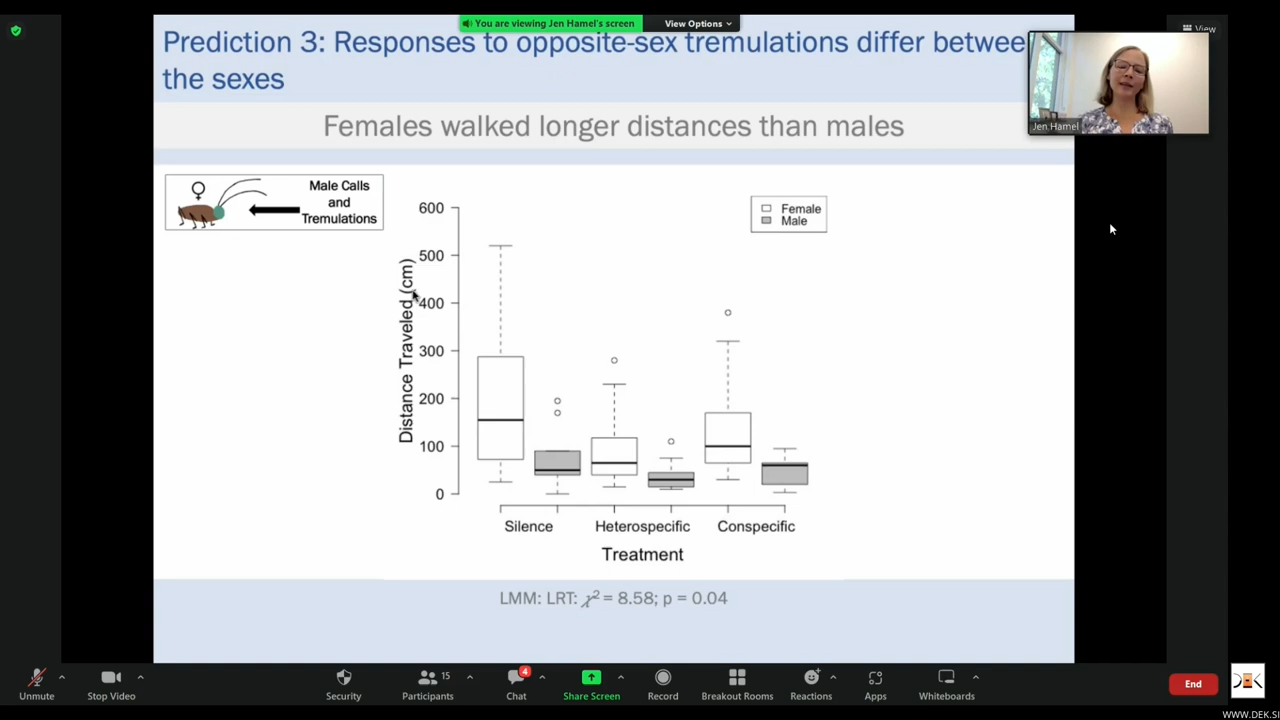 You are viewing Jen Hamel's screen
View Options
View
Prediction 3: Responses to opposite-sex tremulations differ betwee
the sexes
Females walked longer distances than males
Jen Hamel
♀
Male Calls
and
Tremulations
Female
Male
Distance Traveled (cm)
600
500
400
300
200
100
0
Silence Heterospecific Conspecific
Treatment
LMM: LRT: χ² = 8.58; p = 0.04
Unmute
Stop Video
Security
15
Participants
4
Chat
Share Screen
Record
Breakout Rooms
Reactions
Apps
Whiteboards
End
WWW.DEK.SI